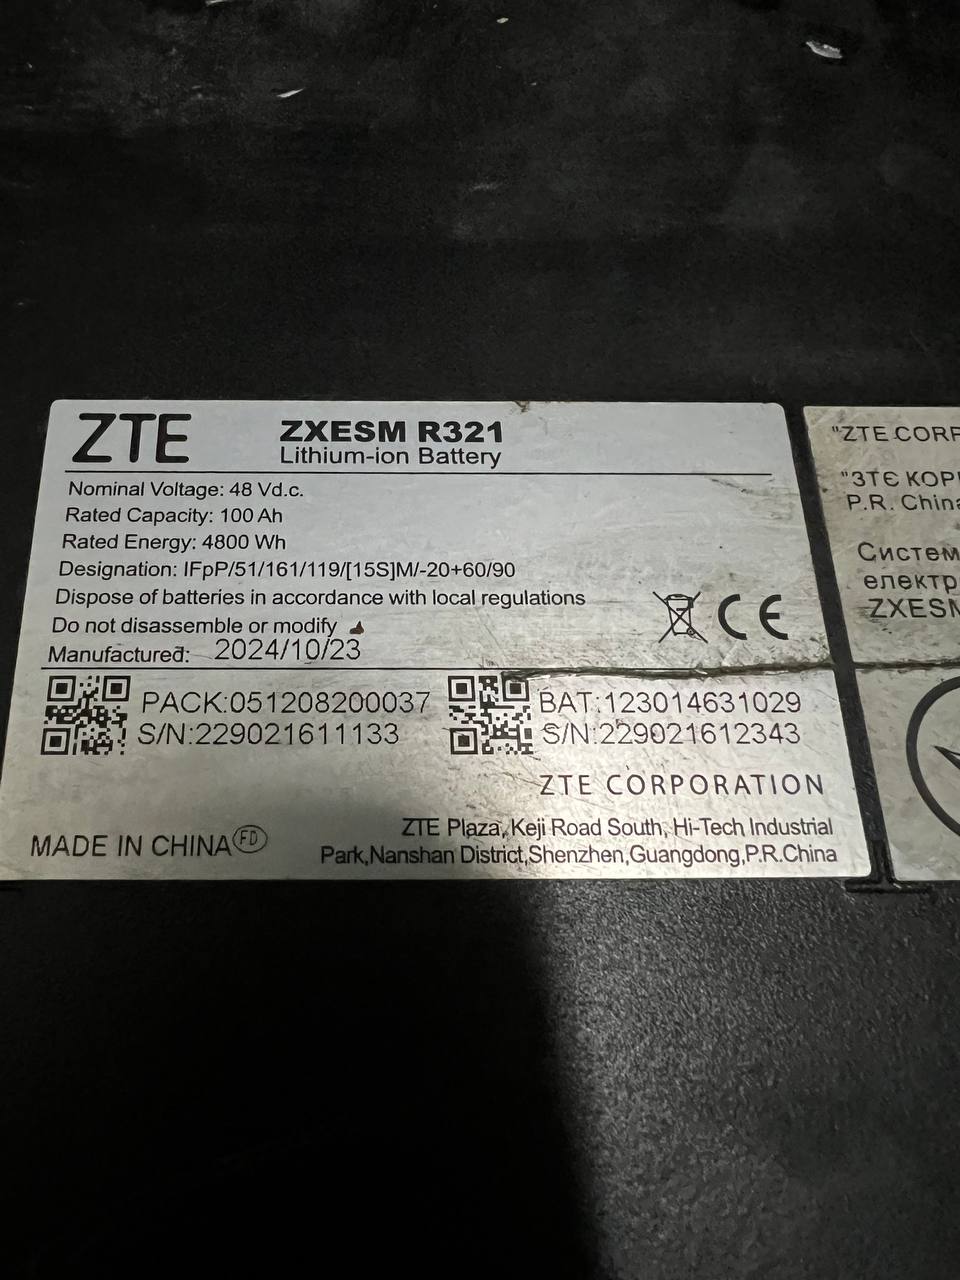 ZTE
ZXESM R321
Lithium-ion Battery
Nominal Voltage: 48 Vd.c.
Rated Capacity: 100 Ah
Rated Energy: 4800 Wh
Designation: IFpP/51/161/119/[15S]M/-20+60/90
Dispose of batteries in accordance with local regulations
Do not disassemble or modify
Manufactured: 2024/10/23
CE
PACK:051208200037
S/N:229021611133
BAT:123014631029
S/N:229021612343
ZTE CORPORATION
ZTE Plaza, Keji Road South, Hi-Tech Industrial
Park,Nanshan District,Shenzhen,Guangdong,P.R.China
MADE IN CHINA FD
"ZTE CORP
"ЗТЄ КОР
P.R. China
Систем
електр
ZXESM